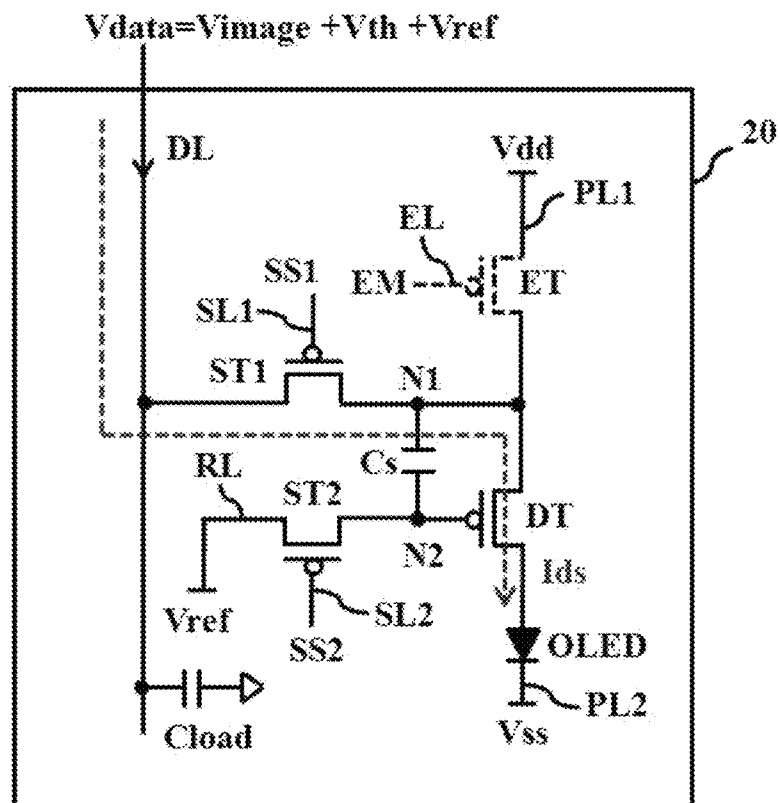 Vdata=Vimage +Vth + Vref
20
DL
Vdd
PL1
EL
SS1
EM
ET
SL1
ST1
N1
Cs
RL
ST2
DT
N2
Ids
Vref
SL2
SS2
OLED
PL2
Cload
Vss